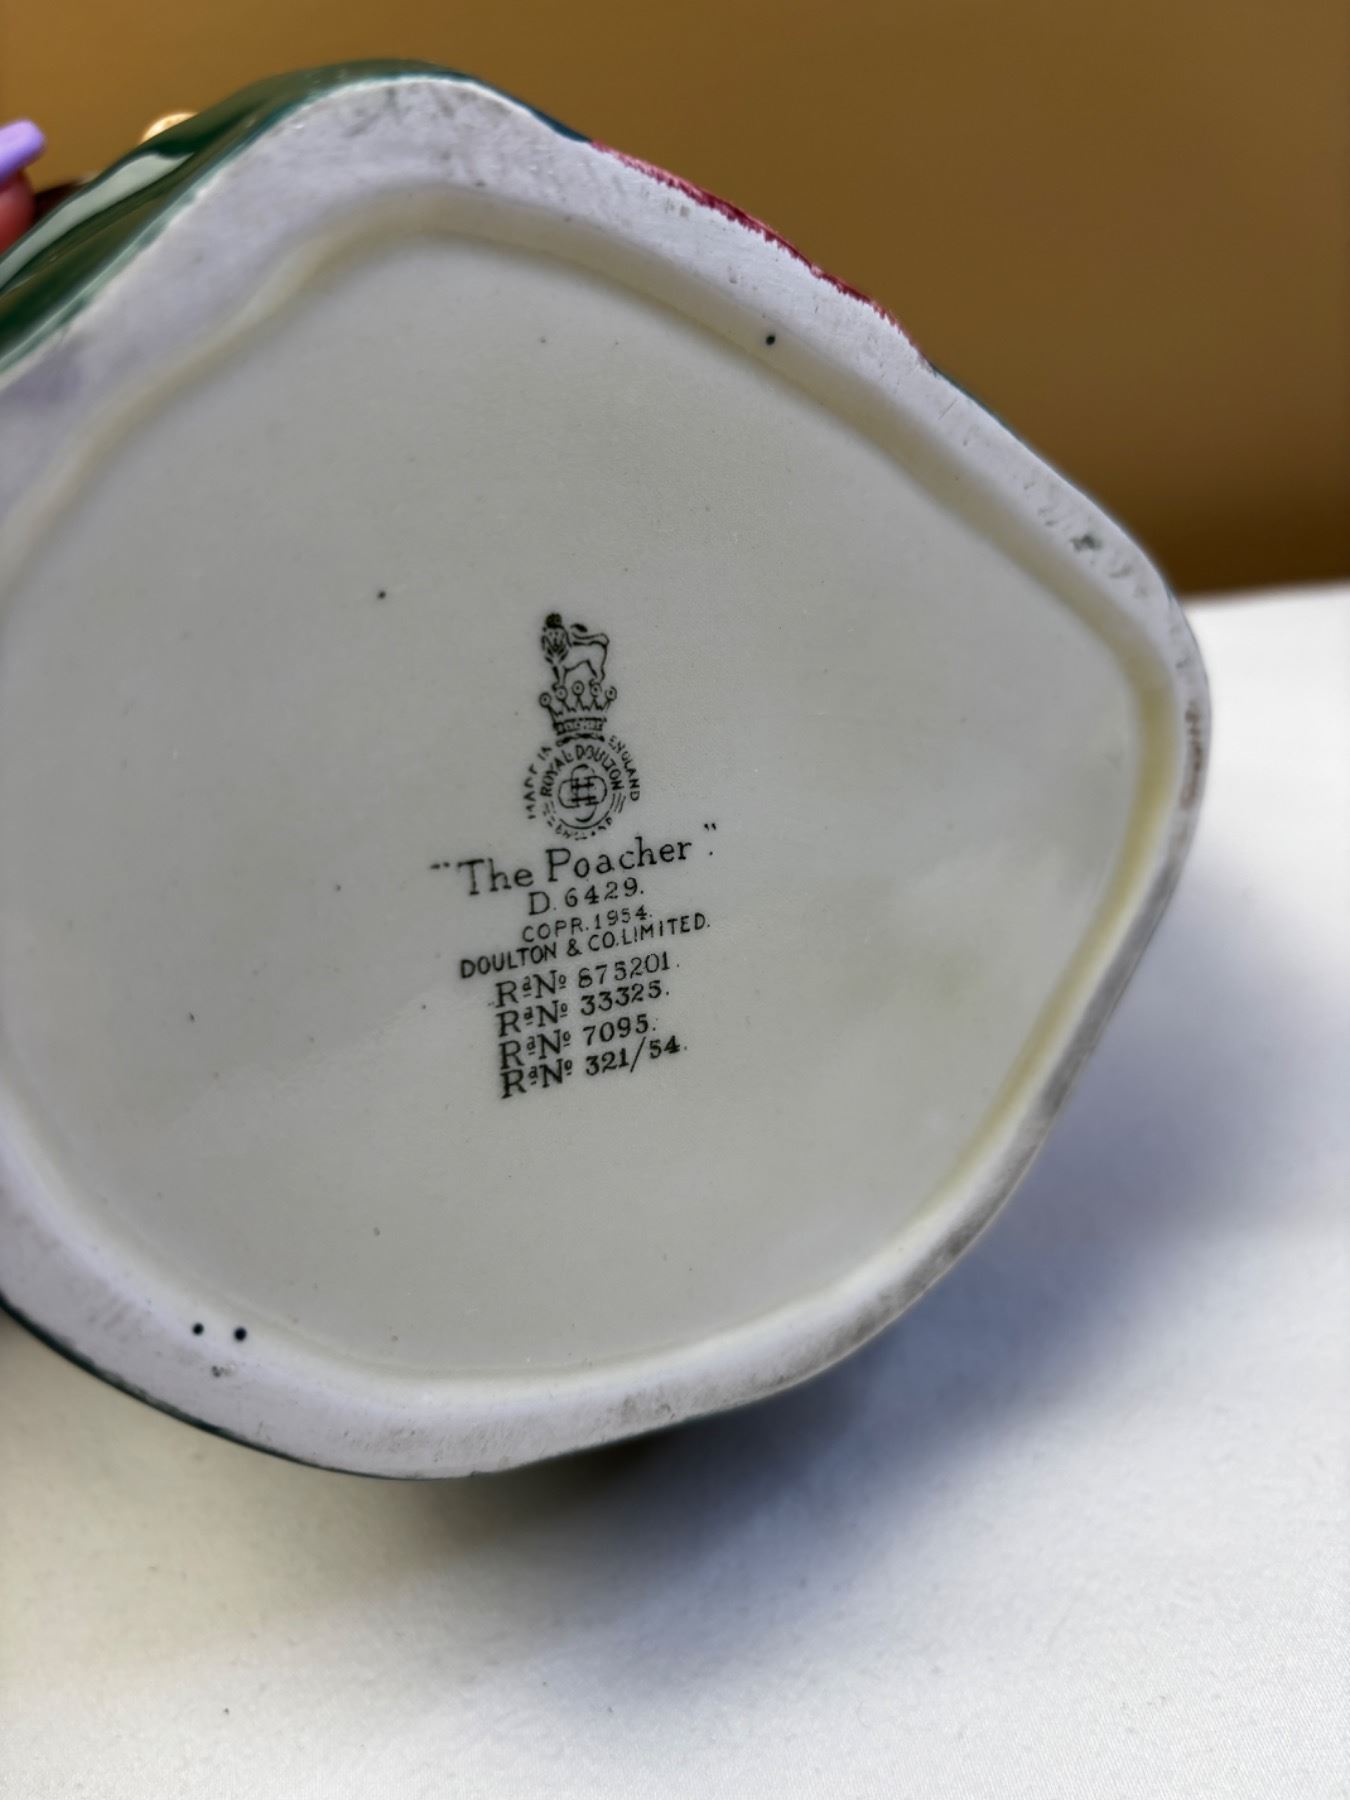 MADE IN ENGLAND
ROYAL DOULTON
ENGLAND
"The Poacher".
D.6429.
COPR.1954.
DOULTON & CO.LIMITED.
RᵈNº 875201.
RᵈNº 33325.
RᵈNº 7095.
RᵈNº 321/54.